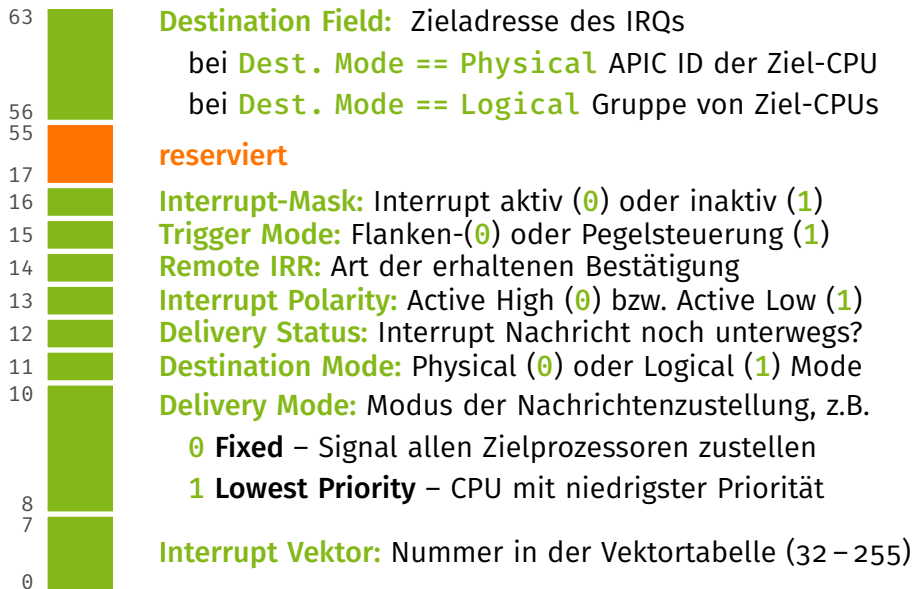 63 Destination Field: Zieladresse des IRQs
bei Dest. Mode == Physical APIC ID der Ziel-CPU
56 bei Dest. Mode == Logical Gruppe von Ziel-CPUs
55
reserviert
17
16 Interrupt-Mask: Interrupt aktiv (0) oder inaktiv (1)
15 Trigger Mode: Flanken-(0) oder Pegelsteuerung (1)
14 Remote IRR: Art der erhaltenen Bestätigung
13 Interrupt Polarity: Active High (0) bzw. Active Low (1)
12 Delivery Status: Interrupt Nachricht noch unterwegs?
11 Destination Mode: Physical (0) oder Logical (1) Mode
10 Delivery Mode: Modus der Nachrichtenzustellung, z.B.
0 Fixed – Signal allen Zielprozessoren zustellen
1 Lowest Priority – CPU mit niedrigster Priorität
8
7
Interrupt Vektor: Nummer in der Vektortabelle (32 – 255)
0